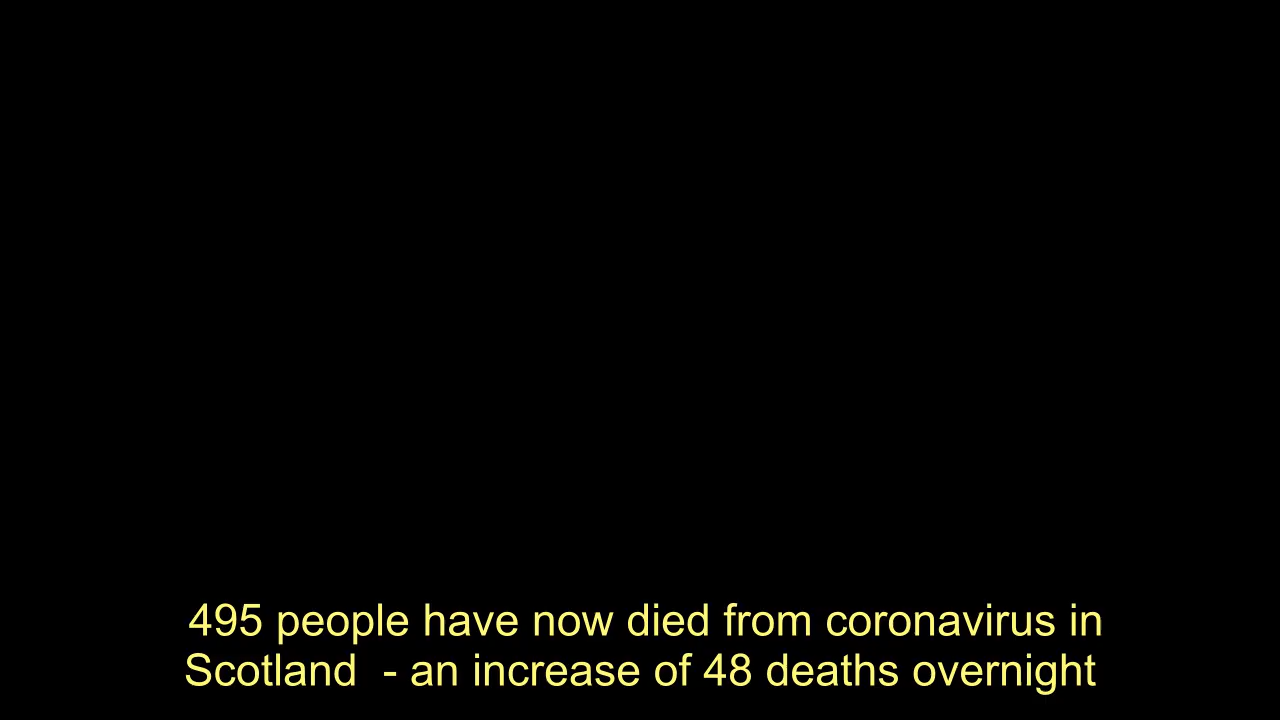 495 people have now died from coronavirus in
Scotland  - an increase of 48 deaths overnight